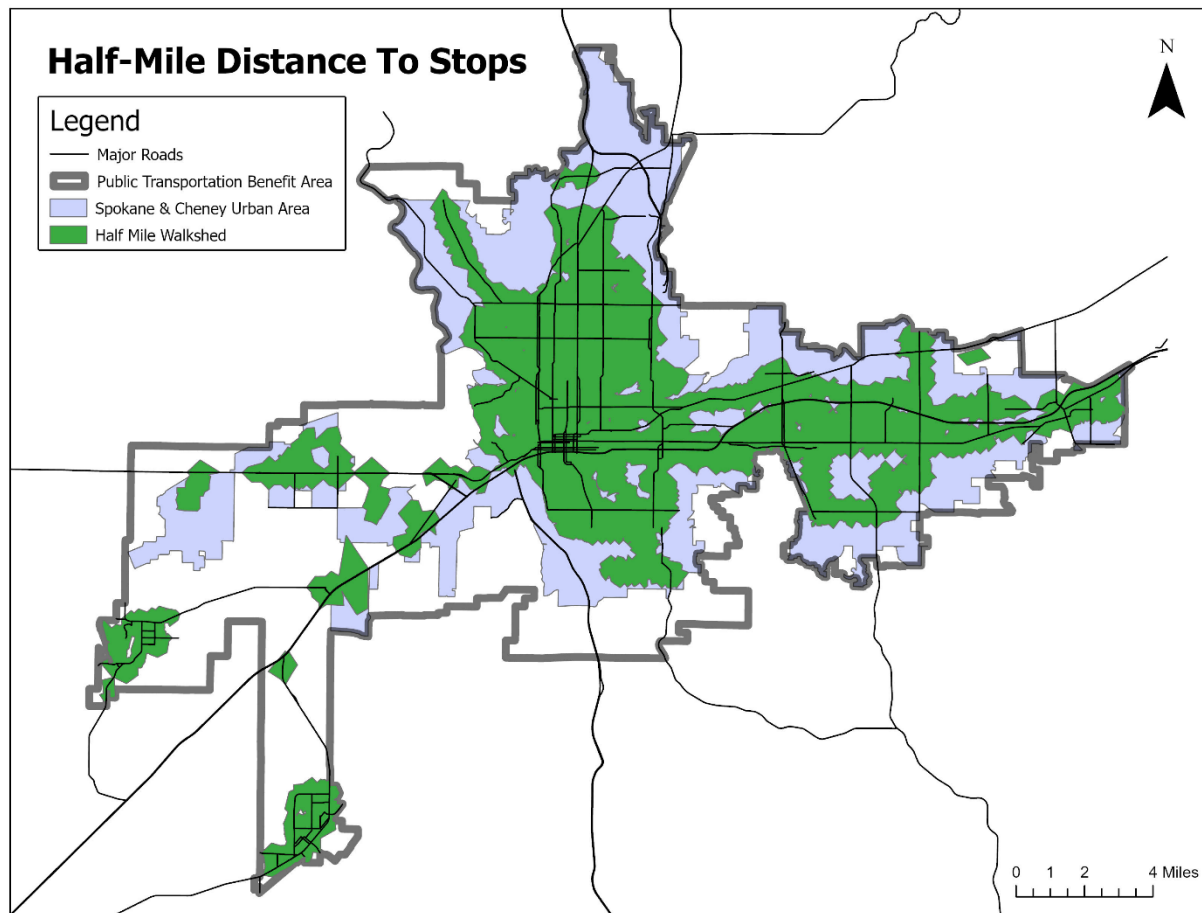 Half-Mile Distance To Stops
N
Legend
Major Roads
Public Transportation Benefit Area
Spokane & Cheney Urban Area
Half Mile Walkshed
0 1 2 4 Miles